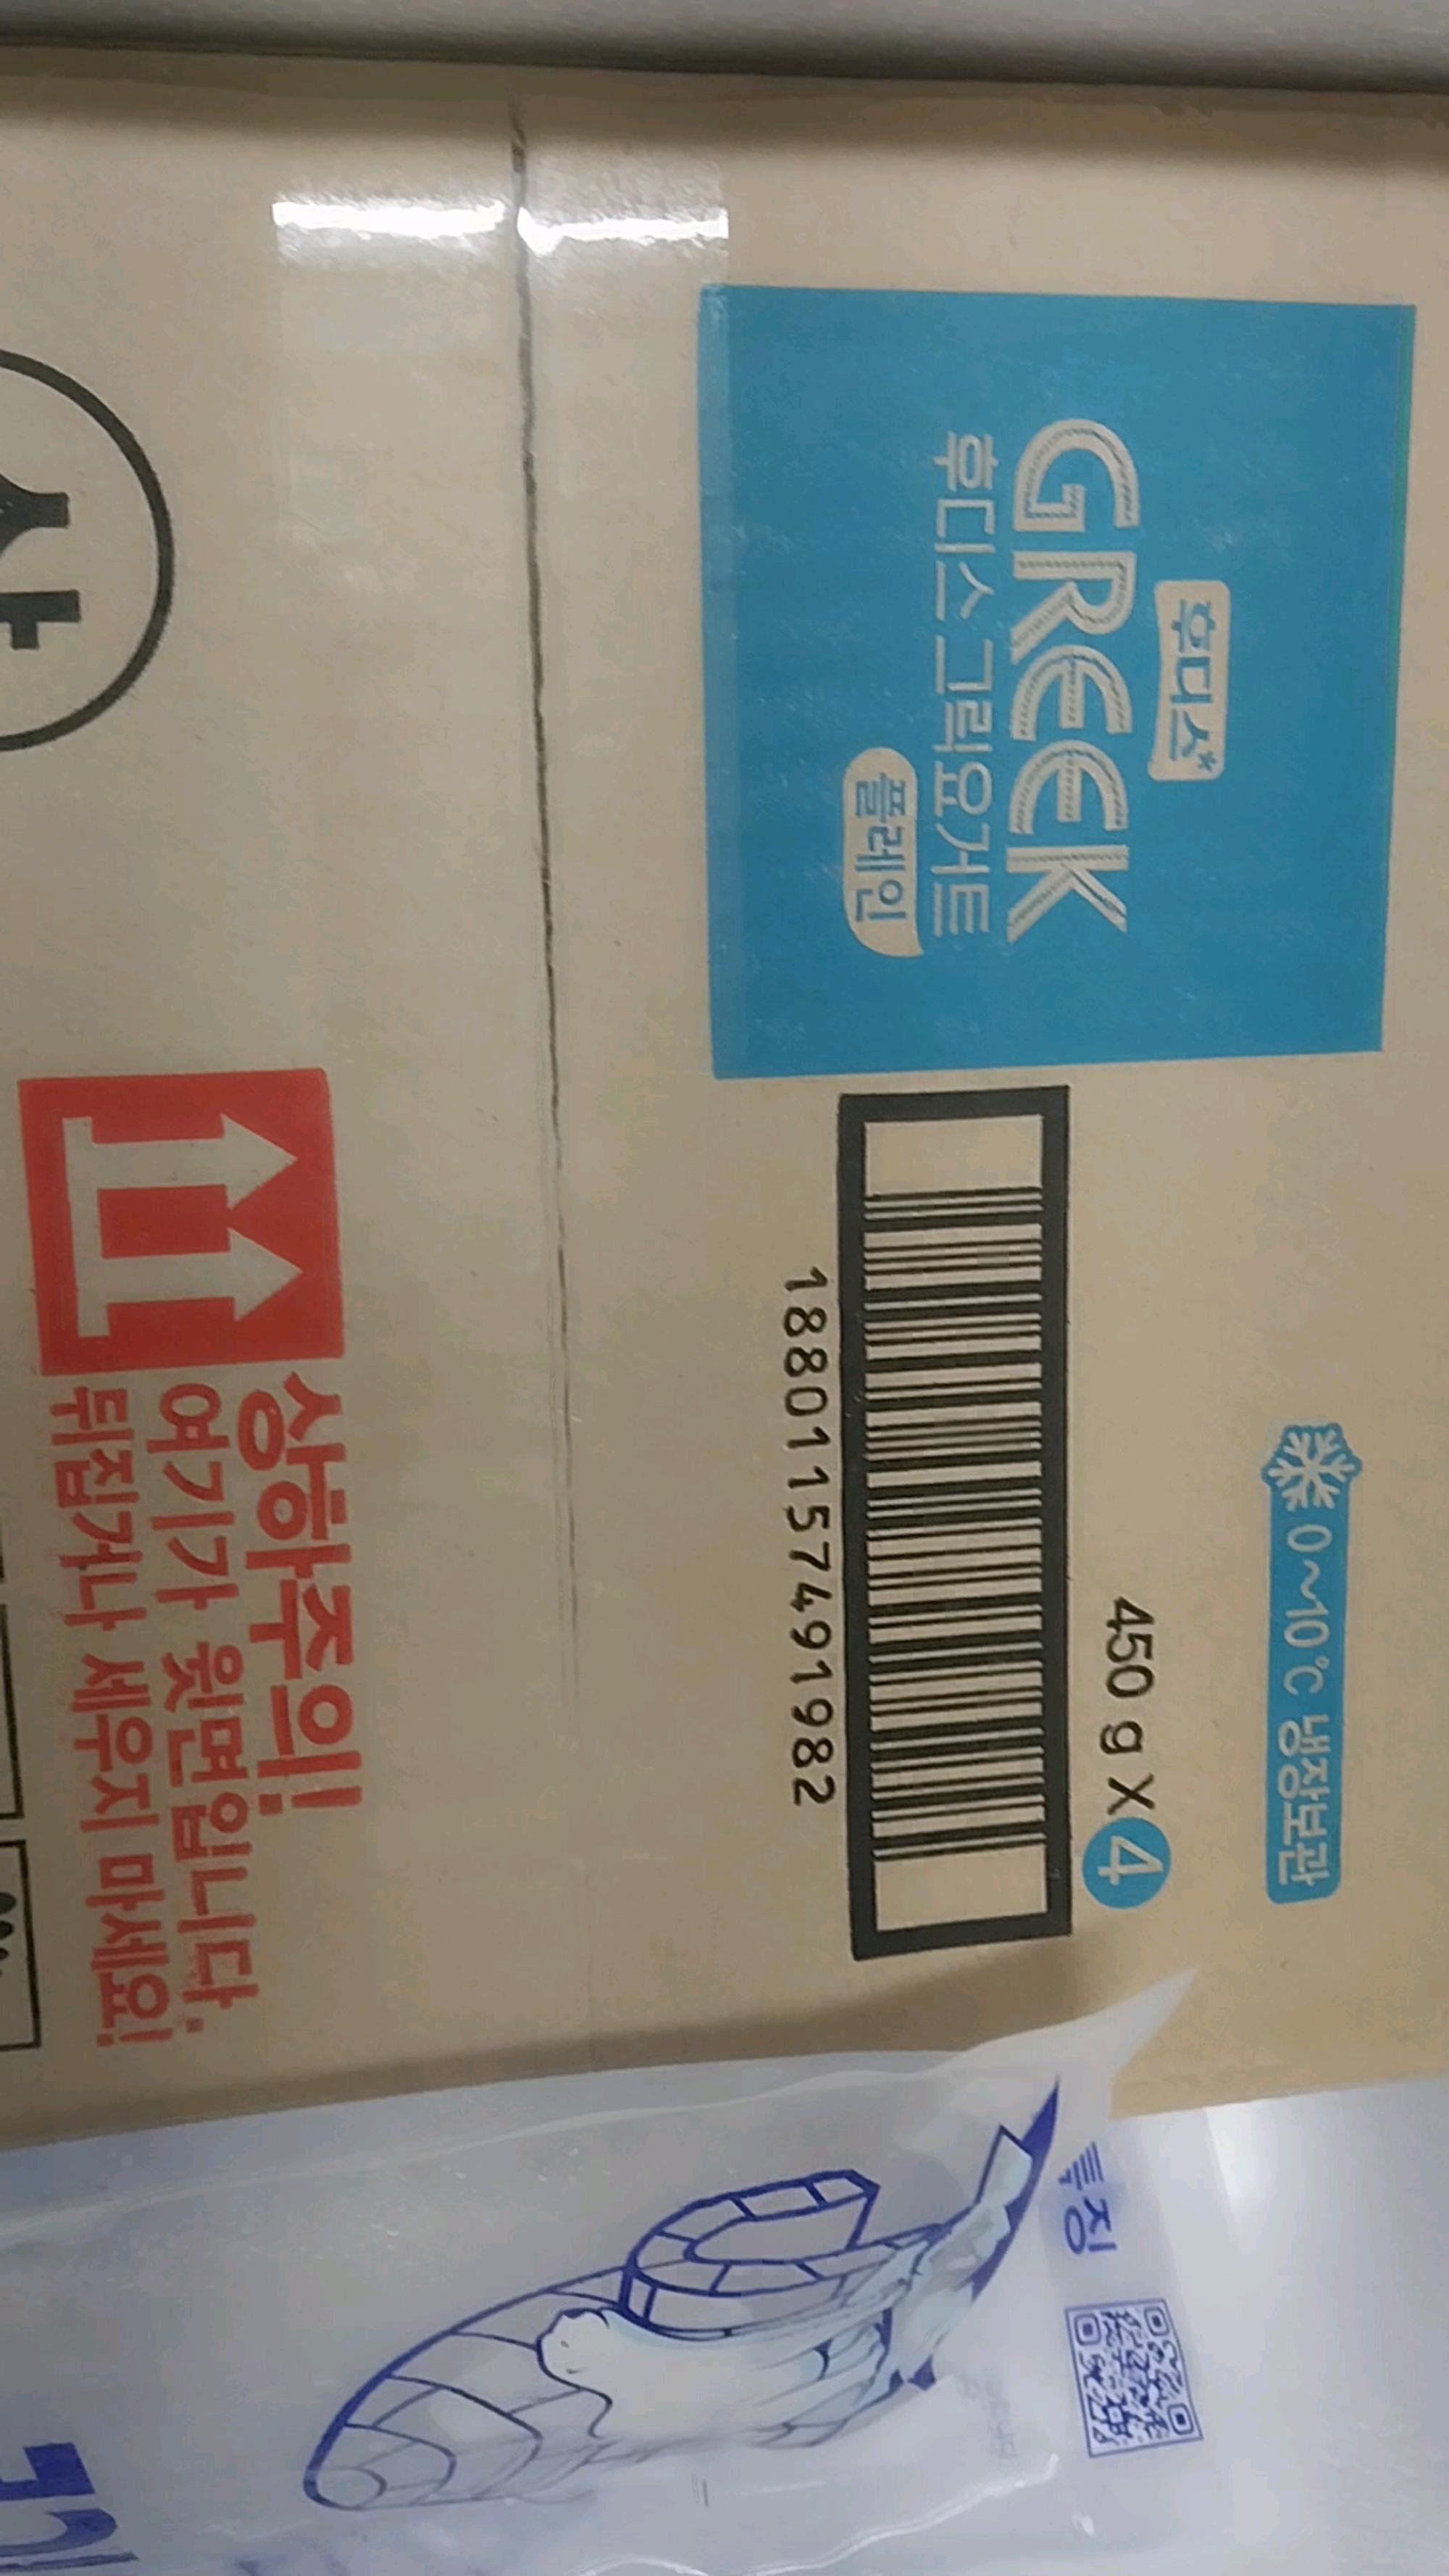 후디스*
GREEK
후디스 그릭요거트
플레인
0~10℃ 냉장보관
450 g X 4
18801157491982
상하주의!
여기가 윗면입니다.
뒤집거나 세우지 마세요!
특징